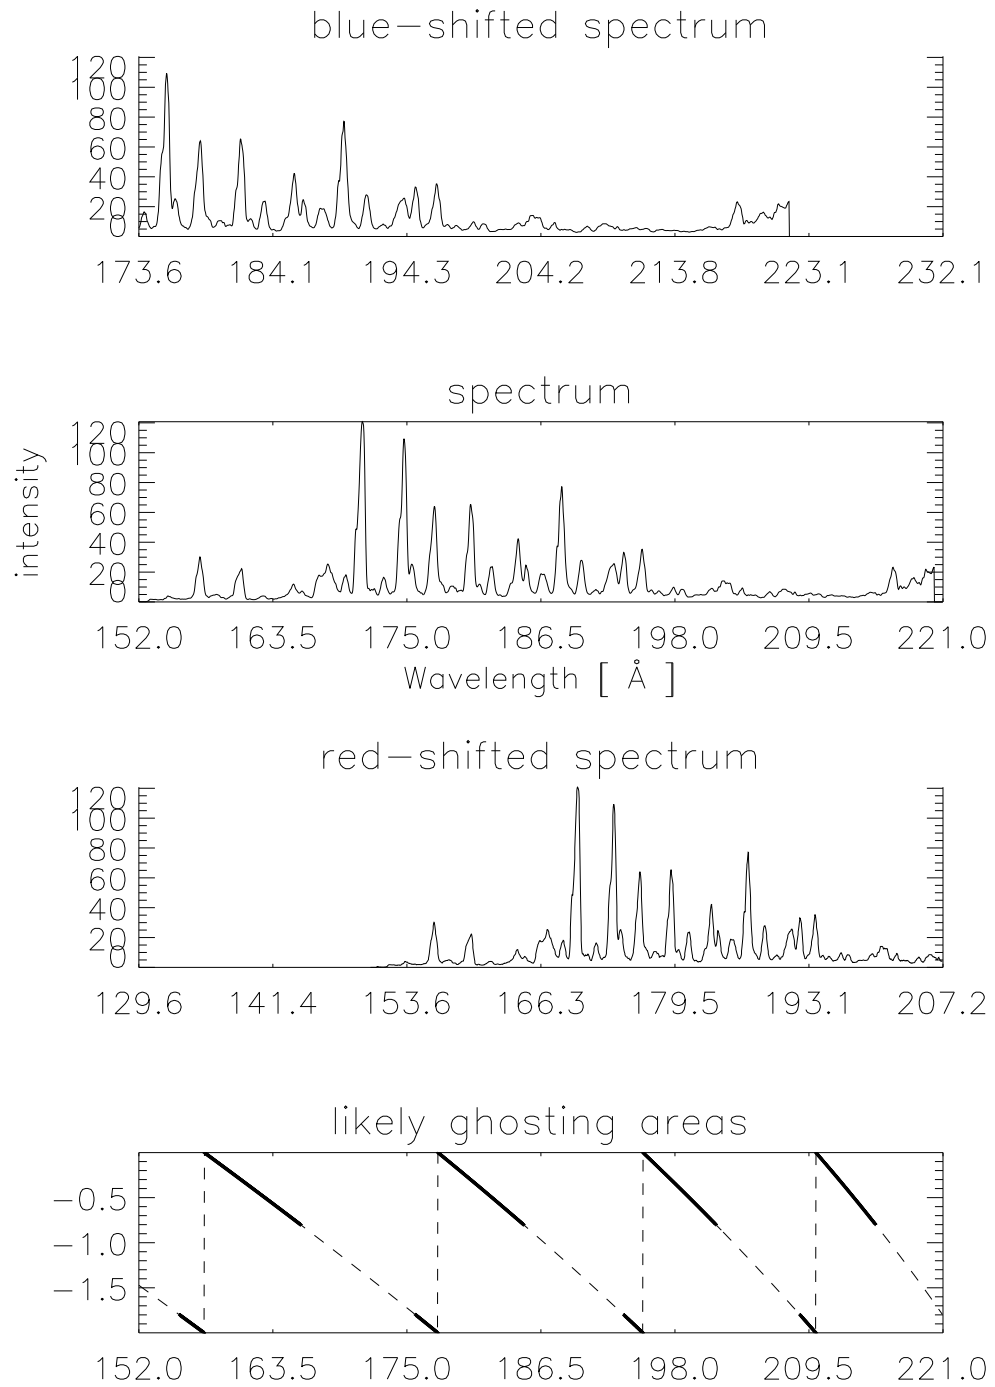 blue-shifted spectrum
120
100
80
60
40
20
0
173.6 184.1 194.3 204.2 213.8 223.1 232.1
spectrum
intensity
120
100
80
60
40
20
0
152.0 163.5 175.0 186.5 198.0 209.5 221.0
Wavelength [ Å ]
red-shifted spectrum
120
100
80
60
40
20
0
129.6 141.4 153.6 166.3 179.5 193.1 207.2
likely ghosting areas
-0.5
-1.0
-1.5
152.0 163.5 175.0 186.5 198.0 209.5 221.0